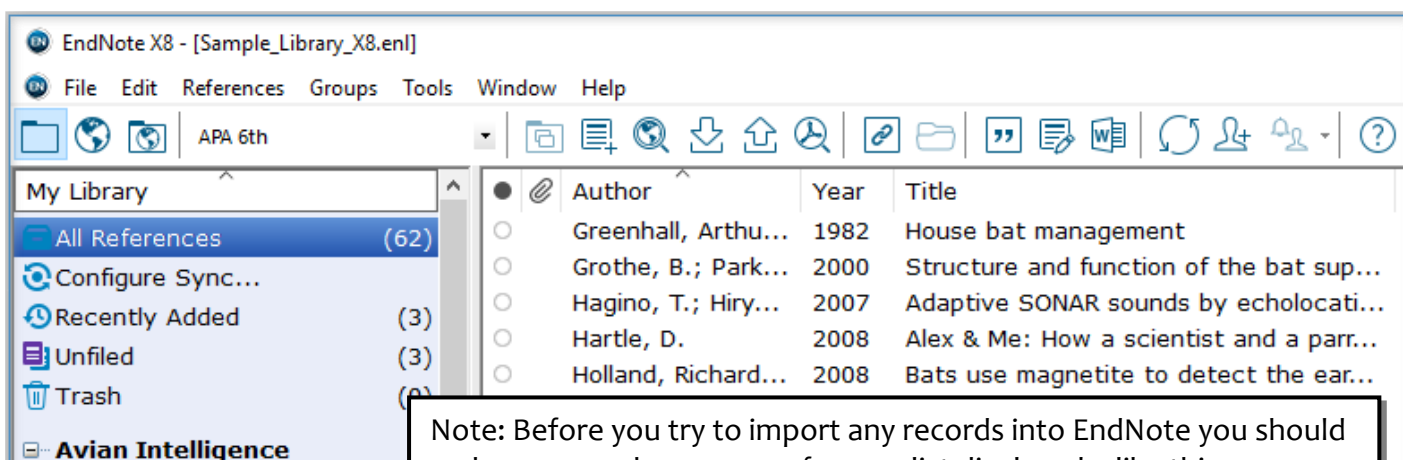 EndNote X8 - [Sample_Library_X8.enl]
File Edit References Groups Tools Window Help
APA 6th
My Library
Author Year Title
All References (62)
Greenhall, Arthu... 1982 House bat management
Configure Sync...
Grothe, B.; Park... 2000 Structure and function of the bat sup...
Recently Added (3)
Hagino, T.; Hiry... 2007 Adaptive SONAR sounds by echolocati...
Unfiled (3)
Hartle, D. 2008 Alex & Me: How a scientist and a parr...
Trash
Holland, Richard... 2008 Bats use magnetite to detect the ear...
Avian Intelligence
Note: Before you try to import any records into EndNote you should